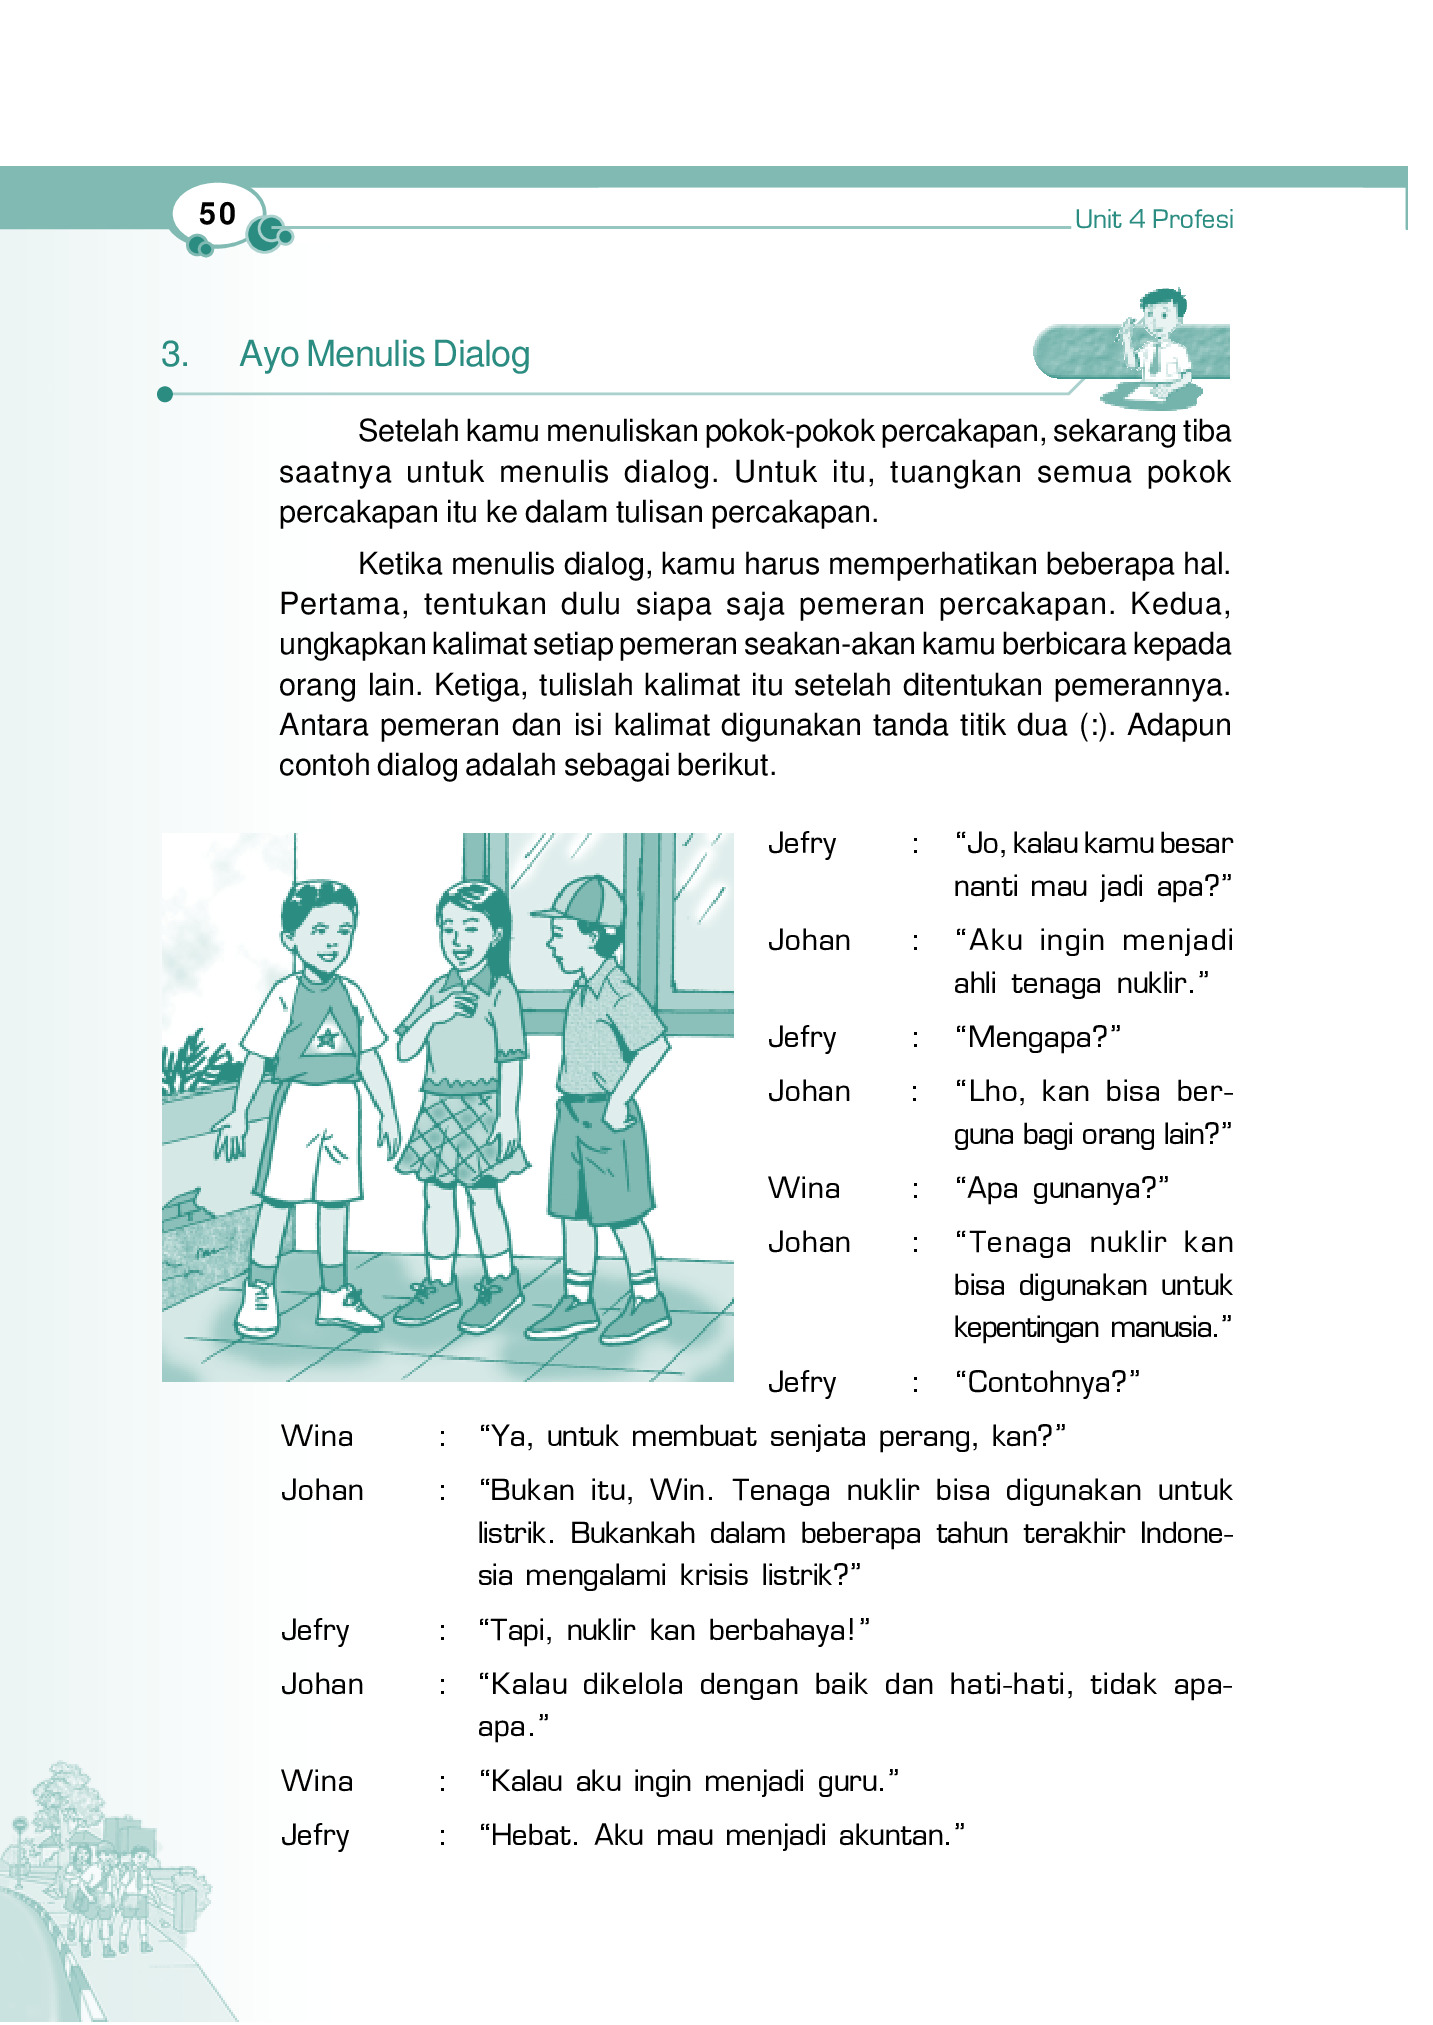 50
Unit 4 Profesi
3. Ayo Menulis Dialog
Setelah kamu menuliskan pokok-pokok percakapan, sekarang tiba
saatnya untuk menulis dialog. Untuk itu, tuangkan semua pokok
percakapan itu ke dalam tulisan percakapan.
Ketika menulis dialog, kamu harus memperhatikan beberapa hal.
Pertama, tentukan dulu siapa saja pemeran percakapan. Kedua,
ungkapkan kalimat setiap pemeran seakan-akan kamu berbicara kepada
orang lain. Ketiga, tulislah kalimat itu setelah ditentukan pemerannya.
Antara pemeran dan isi kalimat digunakan tanda titik dua (:). Adapun
contoh dialog adalah sebagai berikut.
Jefry : “Jo, kalau kamu besar
nanti mau jadi apa?”
Johan : “Aku ingin menjadi
ahli tenaga nuklir.”
Jefry : “Mengapa?”
Johan : “Lho, kan bisa ber-
guna bagi orang lain?”
Wina : “Apa gunanya?”
Johan : “Tenaga nuklir kan
bisa digunakan untuk
kepentingan manusia.”
Jefry : “Contohnya?”
Wina : “Ya, untuk membuat senjata perang, kan?”
Johan : “Bukan itu, Win. Tenaga nuklir bisa digunakan untuk
listrik. Bukankah dalam beberapa tahun terakhir Indone-
sia mengalami krisis listrik?”
Jefry : “Tapi, nuklir kan berbahaya!”
Johan : “Kalau dikelola dengan baik dan hati-hati, tidak apa-
apa.”
Wina : “Kalau aku ingin menjadi guru.”
Jefry : “Hebat. Aku mau menjadi akuntan.”